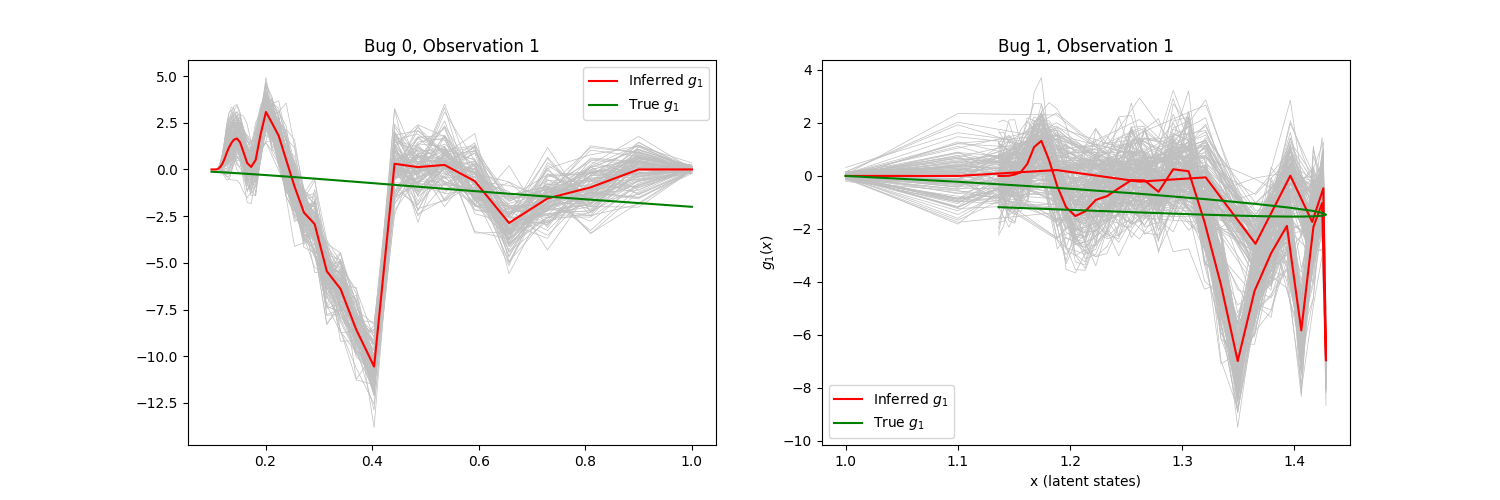 Bug 0, Observation 1
5.0
2.5
0.0
−2.5
−5.0
−7.5
−10.0
−12.5
0.2 0.4 0.6 0.8 1.0
Inferred g₁
True g₁
Bug 1, Observation 1
g₁(x)
4
2
0
−2
−4
−6
−8
−10
1.0 1.1 1.2 1.3 1.4
x (latent states)
Inferred g₁
True g₁